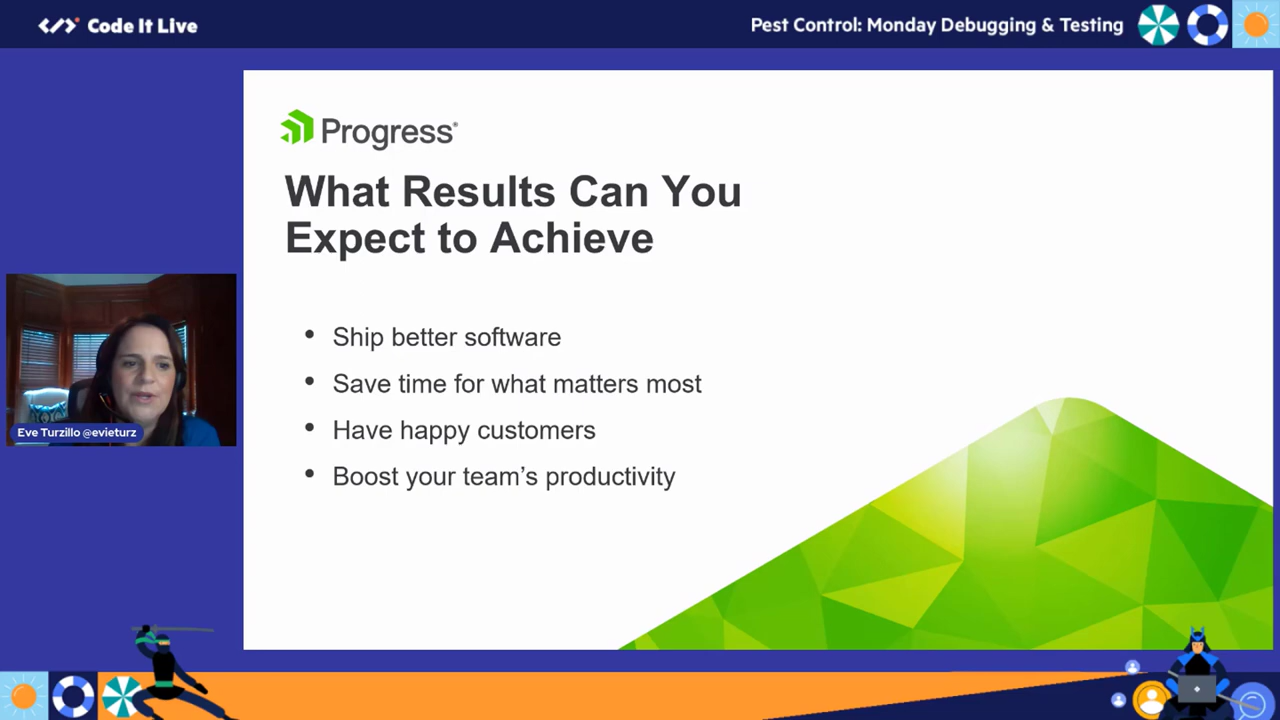 Code It Live
Pest Control: Monday Debugging & Testing
Progress®
What Results Can You
Expect to Achieve
• Ship better software
• Save time for what matters most
• Have happy customers
• Boost your team’s productivity
Eve Turzillo @evieturz